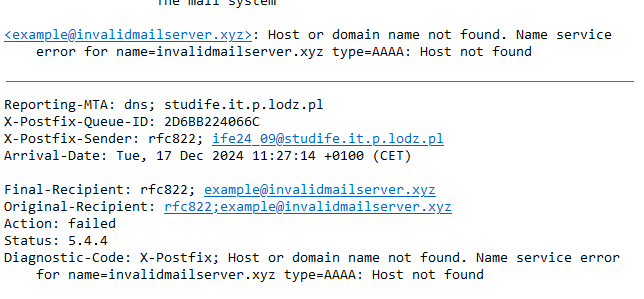 The mail system
<example@invalidmailserver.xyz>: Host or domain name not found. Name service
error for name=invalidmailserver.xyz type=AAAA: Host not found
Reporting-MTA: dns; studife.it.p.lodz.pl
X-Postfix-Queue-ID: 2D6BB224066C
X-Postfix-Sender: rfc822; ife24_09@studife.it.p.lodz.pl
Arrival-Date: Tue, 17 Dec 2024 11:27:14 +0100 (CET)
Final-Recipient: rfc822; example@invalidmailserver.xyz
Original-Recipient: rfc822;example@invalidmailserver.xyz
Action: failed
Status: 5.4.4
Diagnostic-Code: X-Postfix; Host or domain name not found. Name service error
for name=invalidmailserver.xyz type=AAAA: Host not found